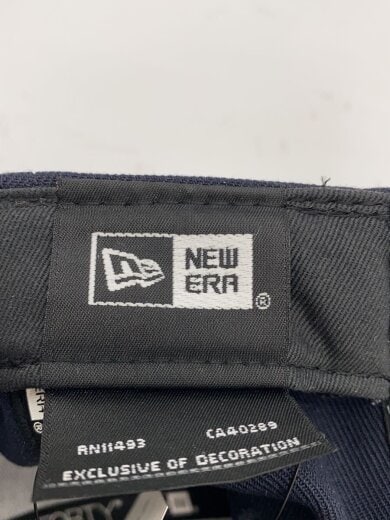 NEW
ERA
®
RN11493 CA40289
EXCLUSIVE OF DECORATION